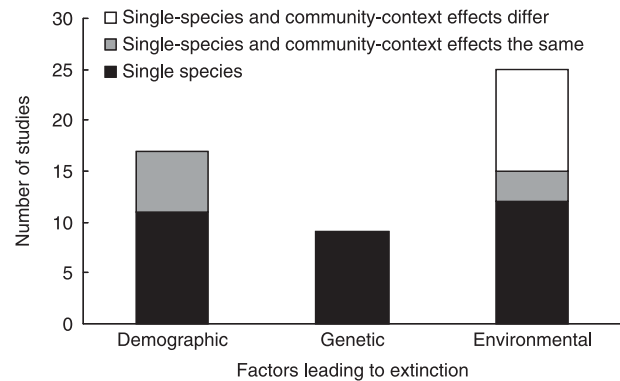 30
25
20
15
10
5
0
Number of studies
Single-species and community-context effects differ
Single-species and community-context effects the same
Single species
Demographic Genetic Environmental
Factors leading to extinction